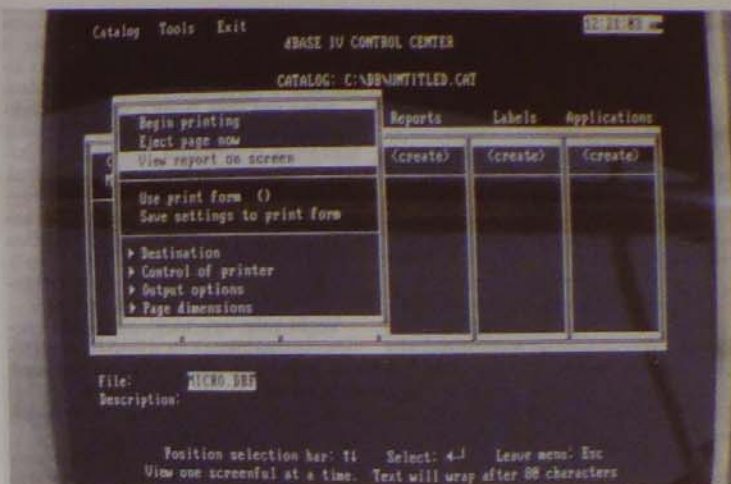 Catalog Tools Exit
12:21:03
dBASE IV CONTROL CENTER
CATALOG: C:\DB\UNTITLED.CAT
Reports Labels Applications
<create> <create> <create>
Begin printing
Eject page now
View report on screen
Use print form ()
Save settings to print form
Destination
Control of printer
Output options
Page dimensions
File: MICRO.DBF
Description:
Position selection bar: ↑↓ Select: ↵ Leave menu: Esc
View one screenful at a time. Text will wrap after 80 characters